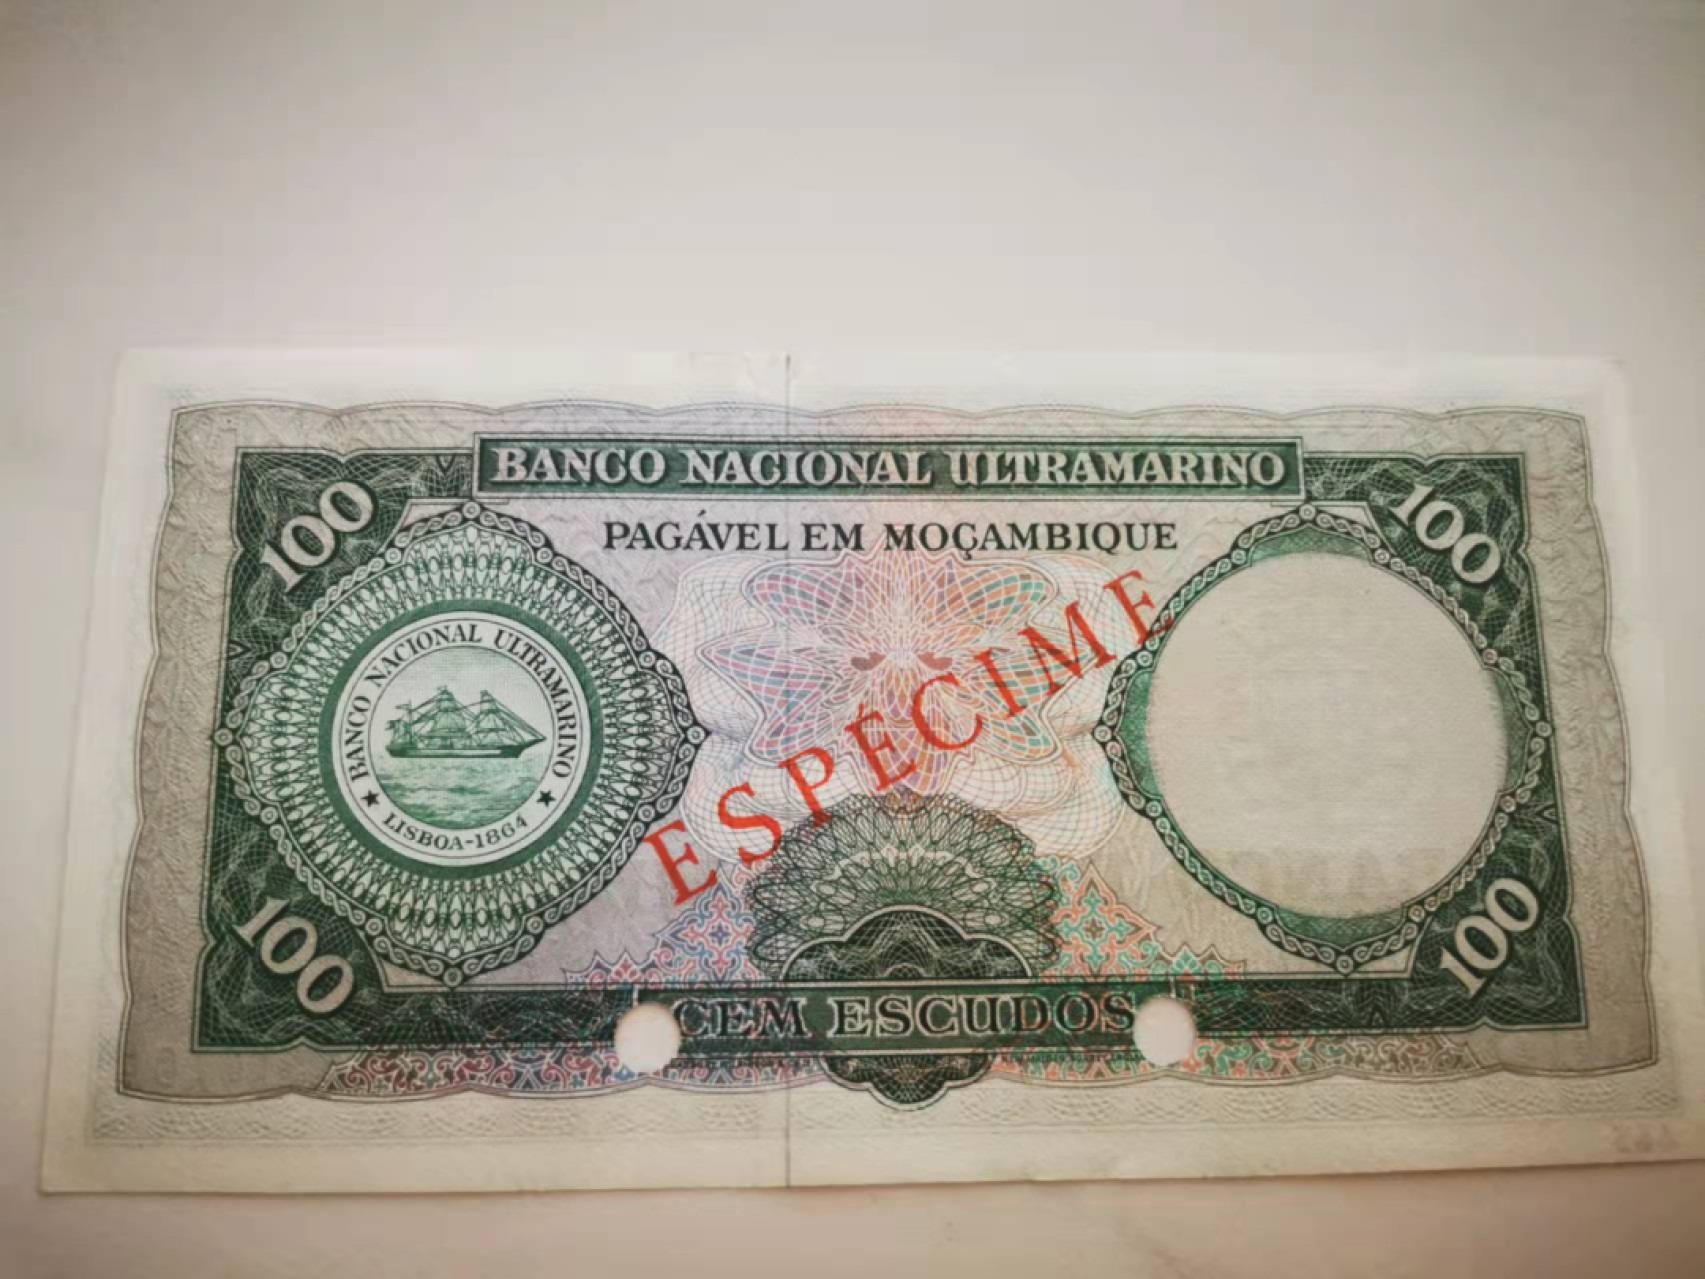 BANCO NACIONAL ULTRAMARINO
100
100
PAGÁVEL EM MOÇAMBIQUE
BANCO NACIONAL ULTRAMARINO
LISBOA-1864
ESPÉCIME
100
100
CEM ESCUDOS